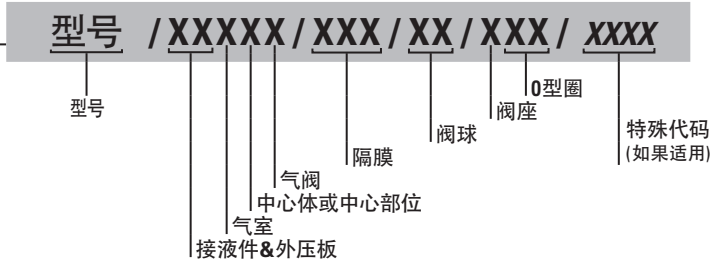 型号 /XXXXX/XXX/XX/XXX/ XXXX
0型圈
型号
阀座
特殊代码
阀球
(如果适用)
隔膜
气阀
中心体或中心部位
气室
接液件&外压板